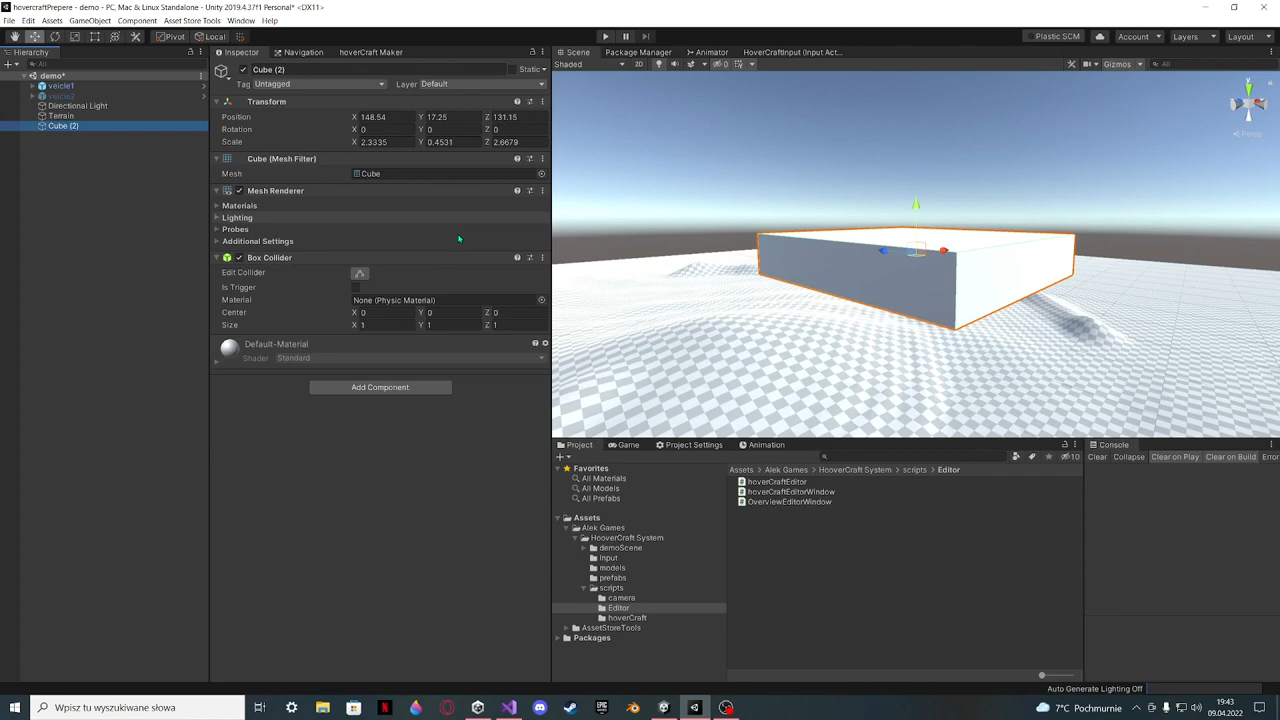 hovercraftPrepere - demo - PC, Mac & Linux Standalone - Unity 2019.4.37f1 Personal* <DX11>
File Edit Assets GameObject Component Asset Store Tools Window Help
Pivot Local Plastic SCM Account Layers Layout
Hierarchy Inspector Navigation hoverCraft Maker Scene Package Manager Animator HoverCraftInput (Input Act...
All Cube (2) Static Shaded 2D 0 Gizmos All
demo*
Tag Untagged Layer Default
veicle1
veicle2
Directional Light
Terrain
Cube (2)
Transform
Position X 148.54 Y 17.25 Z 131.15
Rotation X 0 Y 0 Z 0
Scale X 2.3335 Y 0.4531 Z 2.6679
Cube (Mesh Filter)
Mesh Cube
Mesh Renderer
Materials
Lighting
Probes
Additional Settings
Box Collider
Edit Collider
Is Trigger
Material None (Physic Material)
Center X 0 Y 0 Z 0
Size X 1 Y 1 Z 1
Default-Material
Shader Standard
Add Component
y
Persp
Project Game Project Settings Animation Console
10 Clear Collapse Clear on Play Clear on Build Error
Favorites
All Materials
All Models
All Prefabs
Assets
Alek Games
HooverCraft System
demoScene
Input
models
prefabs
scripts
camera
Editor
hoverCraft
AssetStoreTools
Packages
Assets Alek Games HooverCraft System scripts Editor
hoverCraftEditor
hoverCraftEditorWindow
OverviewEditorWindow
Auto Generate Lighting Off
Wpisz tu wyszukiwane słowa
7°C Pochmurnie
19:43
09.04.2022